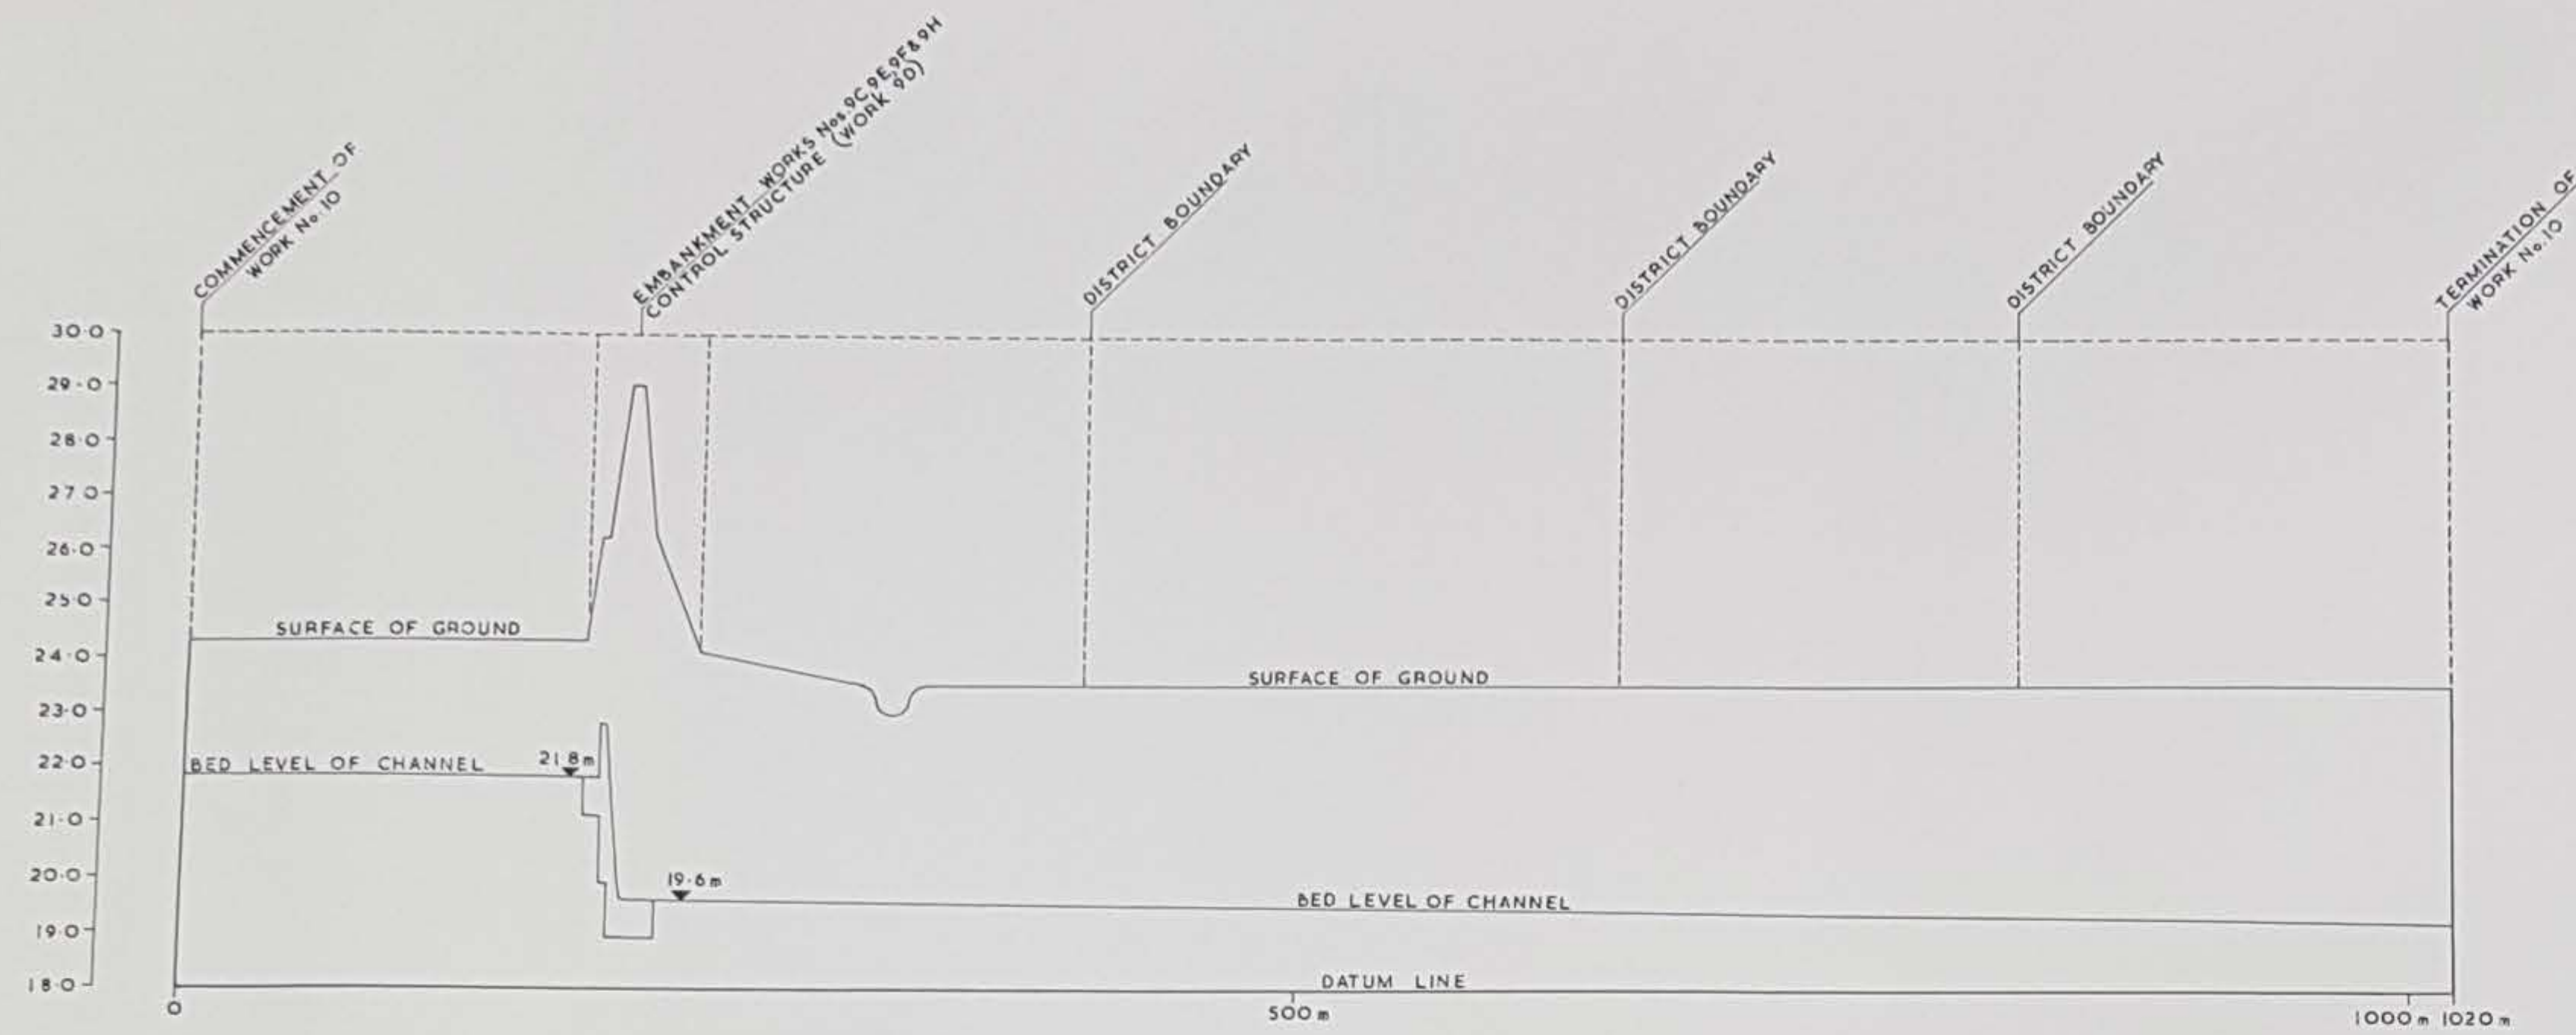 COMMENCEMENT OF
WORK No.10
EMBANKMENT WORKS Nos.9C,9E,9F&9H
CONTROL STRUCTURE (WORK 9D)
DISTRICT BOUNDARY
DISTRICT BOUNDARY
DISTRICT BOUNDARY
TERMINATION OF
WORK No.10
30·0
29·0
28·0
27·0
26·0
25·0
24·0
23·0
22·0
21·0
20·0
19·0
18·0
SURFACE OF GROUND
SURFACE OF GROUND
BED LEVEL OF CHANNEL
21·8m
19·6m
BED LEVEL OF CHANNEL
DATUM LINE
0
500m
1000m 1020m